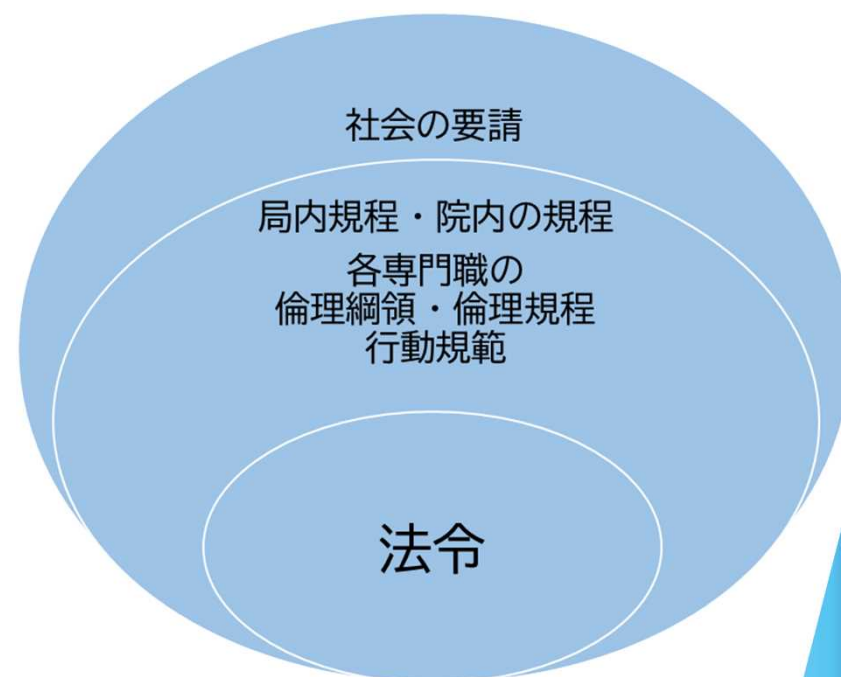 社会の要請
局内規程・院内の規程
各専門職の
倫理綱領・倫理規程
行動規範
法令